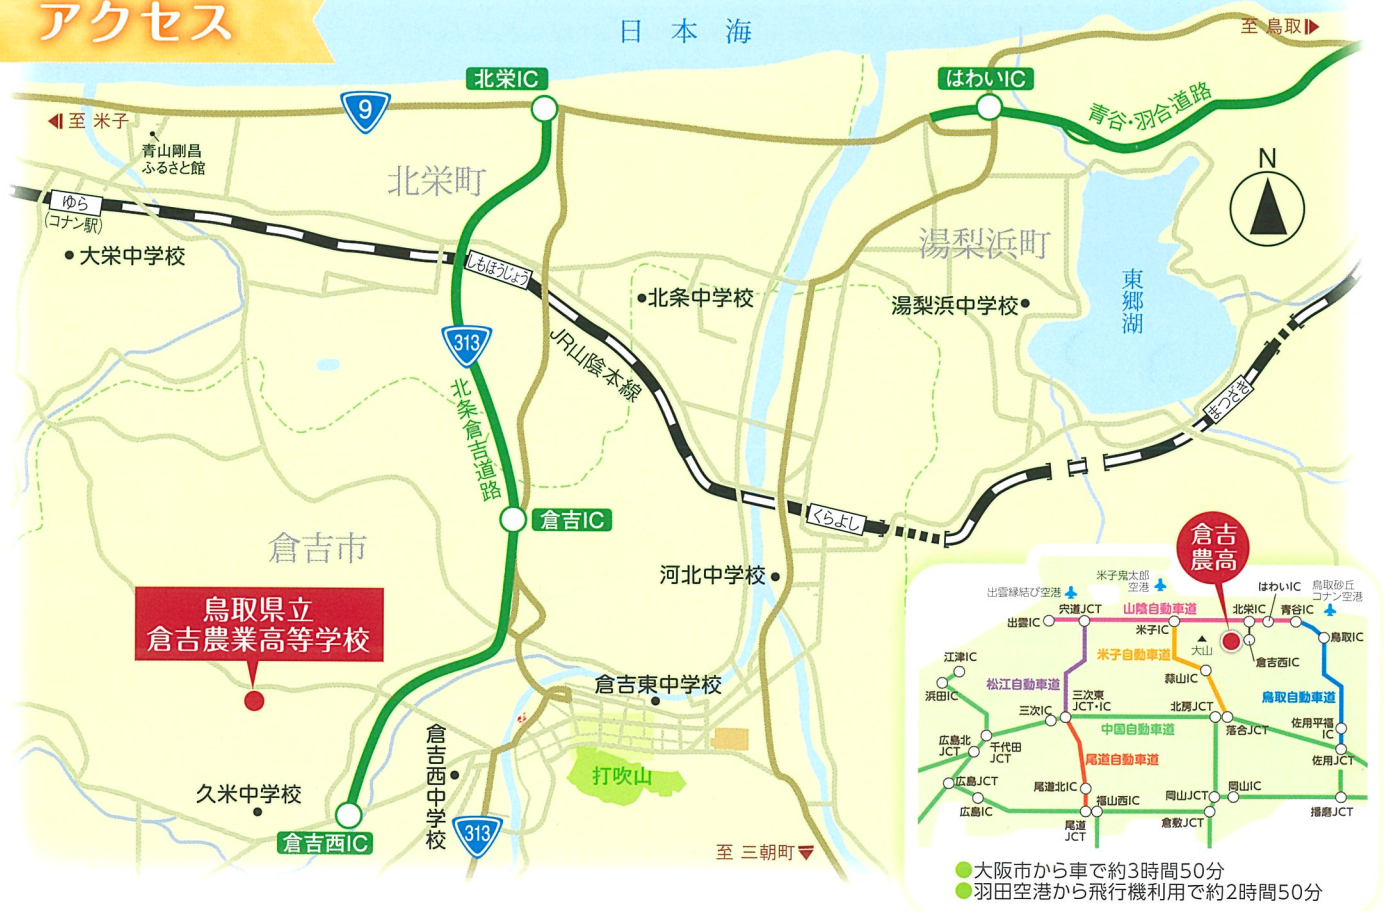 アクセス
日本海
至 鳥取
北栄IC
はわいIC
9
青谷・羽合道路
至 米子
青山剛昌
ふるさと館
北栄町
N
ゆら
(コナン駅)
大栄中学校
しもほうじょう
湯梨浜町
北条中学校
湯梨浜中学校
東郷湖
313
JR山陰本線
北条倉吉道路
まつざき
倉吉IC
くらよし
倉吉市
河北中学校
鳥取県立
倉吉農業高等学校
倉吉東中学校
倉吉西中学校
打吹山
久米中学校
倉吉西IC
313
至 三朝町
倉吉
農高
出雲縁結び空港
米子鬼太郎
空港
はわいIC
鳥取砂丘
コナン空港
宍道JCT
山陰自動車道
北栄IC
青谷IC
出雲IC
米子IC
大山
鳥取IC
倉吉西IC
江津IC
米子自動車道
蒜山IC
松江自動車道
浜田IC
鳥取自動車道
三次東
JCT・IC
三次IC
北房JCT
中国自動車道
落合JCT
佐用平福
IC
広島北
JCT
千代田
JCT
尾道自動車道
佐用JCT
広島JCT
尾道北IC
岡山IC
広島IC
福山西IC
岡山JCT
尾道
JCT
倉敷JCT
播磨JCT
大阪市から車で約3時間50分
羽田空港から飛行機利用で約2時間50分